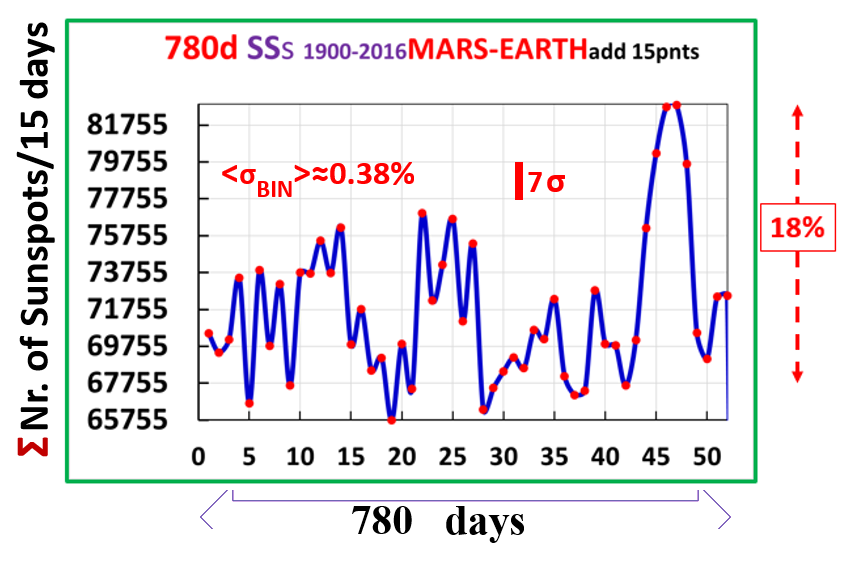 780d SSs 1900-2016MARS-EARTHadd 15pnts
Σ Nr. of Sunspots/15 days
81755
79755
77755
75755
73755
71755
69755
67755
65755
<σBIN>≈0.38%
7σ
18%
0 5 10 15 20 25 30 35 40 45 50
780 days